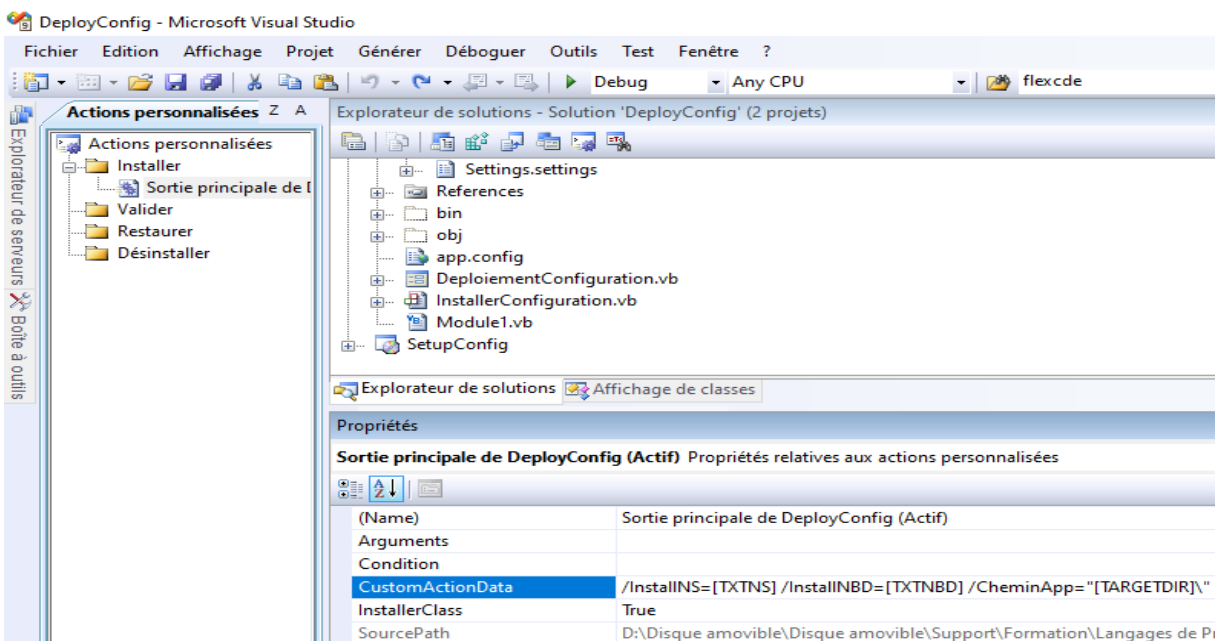 DeployConfig - Microsoft Visual Studio
Fichier Edition Affichage Projet Générer Déboguer Outils Test Fenêtre ?
Debug Any CPU flexcde
Explorateur de serveurs
Boîte à outils
Actions personnalisées Z A
Actions personnalisées
Installer
Sortie principale de
Valider
Restaurer
Désinstaller
Explorateur de solutions - Solution 'DeployConfig' (2 projets)
Settings.settings
References
bin
obj
app.config
DeploiementConfiguration.vb
InstallerConfiguration.vb
Module1.vb
SetupConfig
Explorateur de solutions Affichage de classes
Propriétés
Sortie principale de DeployConfig (Actif) Propriétés relatives aux actions personnalisées
(Name) Sortie principale de DeployConfig (Actif)
Arguments
Condition
CustomActionData /InstallNS=[TXTNS] /InstallNBD=[TXTNBD] /CheminApp="[TARGETDIR]\"
InstallerClass True
SourcePath D:\Disque amovible\Disque amovible\Support\Formation\Langages de